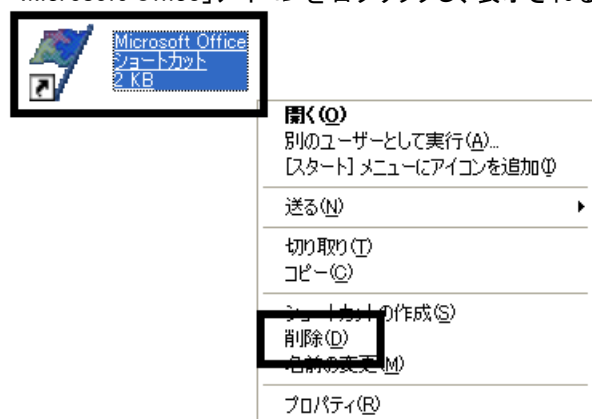 Microsoft Office
ショートカット
2 KB
開く(O)
別のユーザーとして実行(A)...
[スタート] メニューにアイコンを追加(I)
送る(N)
切り取り(T)
コピー(C)
ショートカットの作成(S)
削除(D)
名前の変更(M)
プロパティ(R)